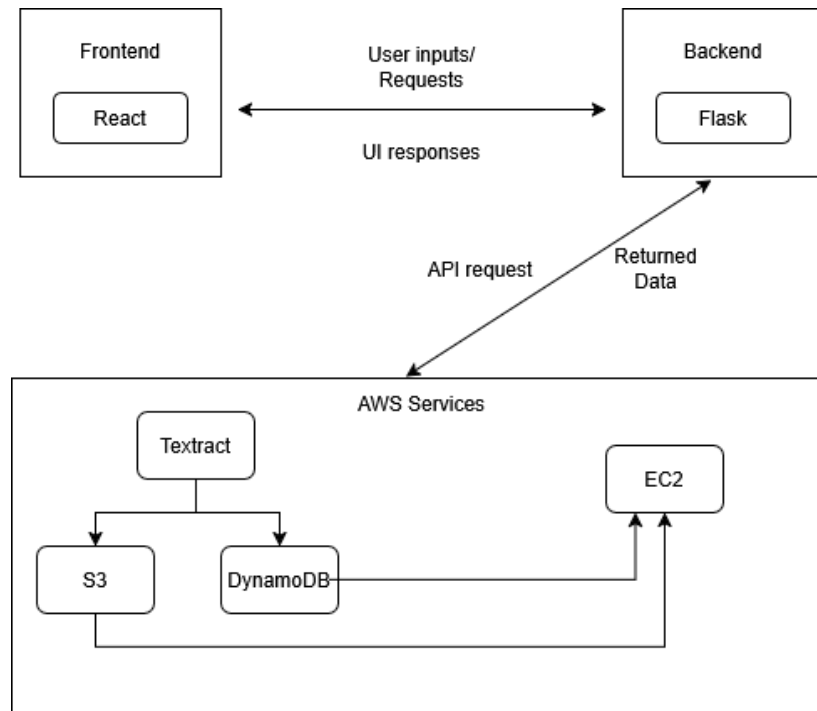 Frontend
React
User inputs/
Requests
UI responses
Backend
Flask
API request
Returned
Data
AWS Services
Textract
EC2
S3
DynamoDB